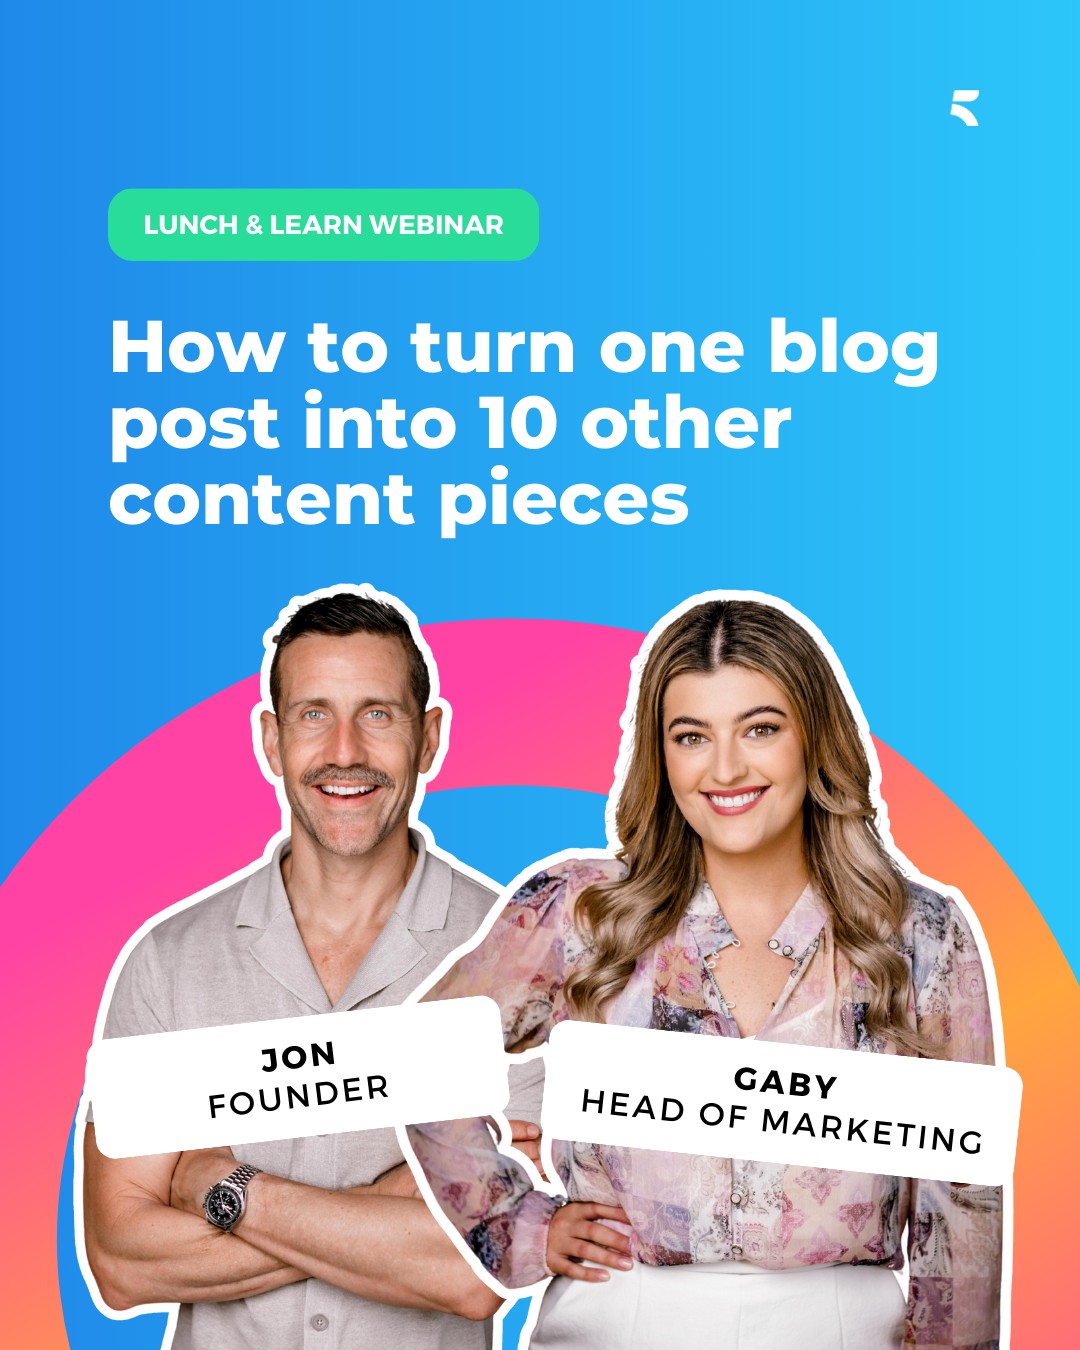 LUNCH & LEARN WEBINAR
How to turn one blog
post into 10 other
content pieces
JON
FOUNDER
GABY
HEAD OF MARKETING